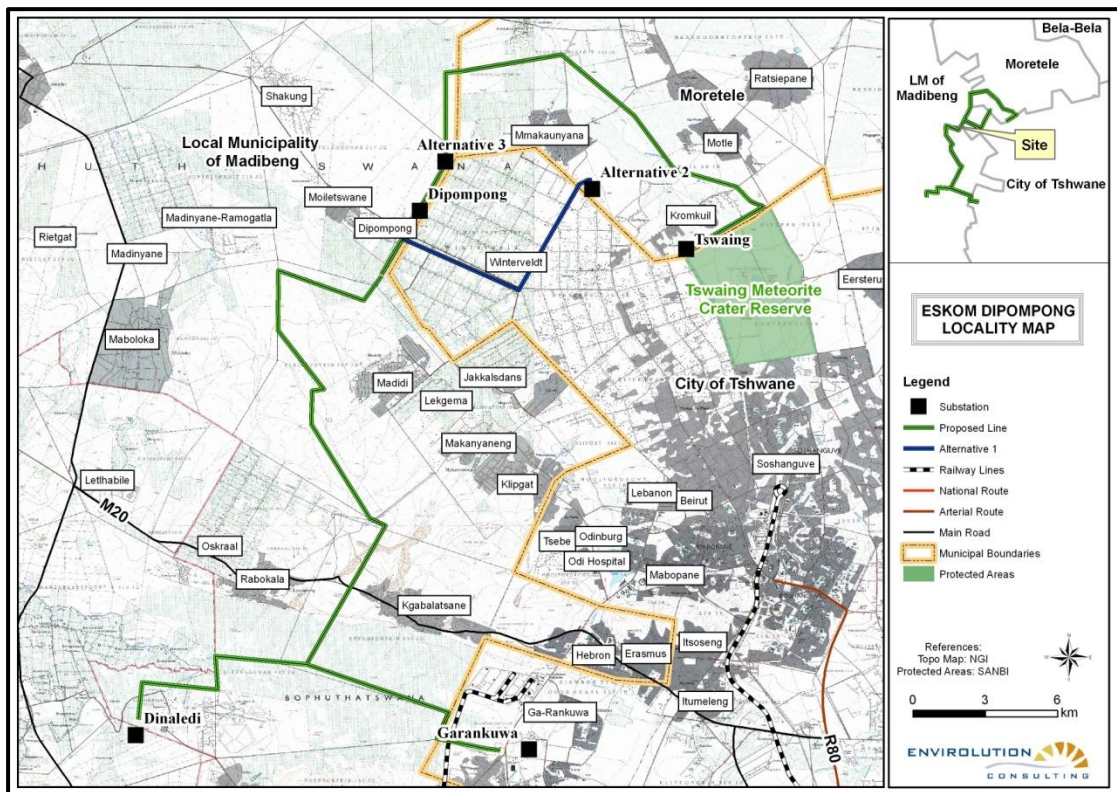 Shakung
Ratsiepane
Moretele
Local Municipality
of Madibeng
Mmakaunyana
Motle
Alternative 3
Alternative 2
Dipompong
Moiletswane
Madinyane-Ramogatla
Dipompong
Kromkuil
Rietgat
Madinyane
Winterveldt
Tswaing
Tswaing Meteorite
Crater Reserve
Eersteru
Maboloka
Madidi
Jakkalsdans
City of Tshwane
Lekgema
Makanyaneng
Soshanguve
Letlhabile
Klipgat
Lebanon
Beirut
M20
Oskraal
Tsebe
Odinburg
Odi Hospital
Rabokala
Mabopane
Kgabalatsane
Hebron
Erasmus
Itsoseng
BOPHUTHATSWANA
Ga-Rankuwa
Itumeleng
Dinaledi
Garankuwa
R80
Bela-Bela
Moretele
LM of
Madibeng
Site
City of Tshwane
ESKOM DIPOMPONG
LOCALITY MAP
Legend
Substation
Proposed Line
Alternative 1
Railway Lines
National Route
Arterial Route
Main Road
Municipal Boundaries
Protected Areas
References:
Topo Map: NGI
Protected Areas: SANBI
0 3 6
km
ENVIROLUTION
CONSULTING